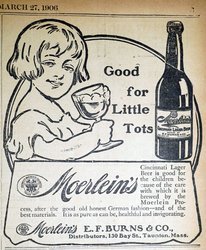 MARCH 27, 1906.
Good
for
Little
Tots
Moerlein's
Cincinnati Lager
Beer is good for
the children be-
cause of the care
with which it is
brewed by the
Moerlein Pro-
cess, after the good old honest German fashion—and of the
best materials. It is as pure as can be, healthful and invigorating.
Moerlein's E. F. BURNS & CO.
Distributors, 150 Bay St., Taunton, Mass.